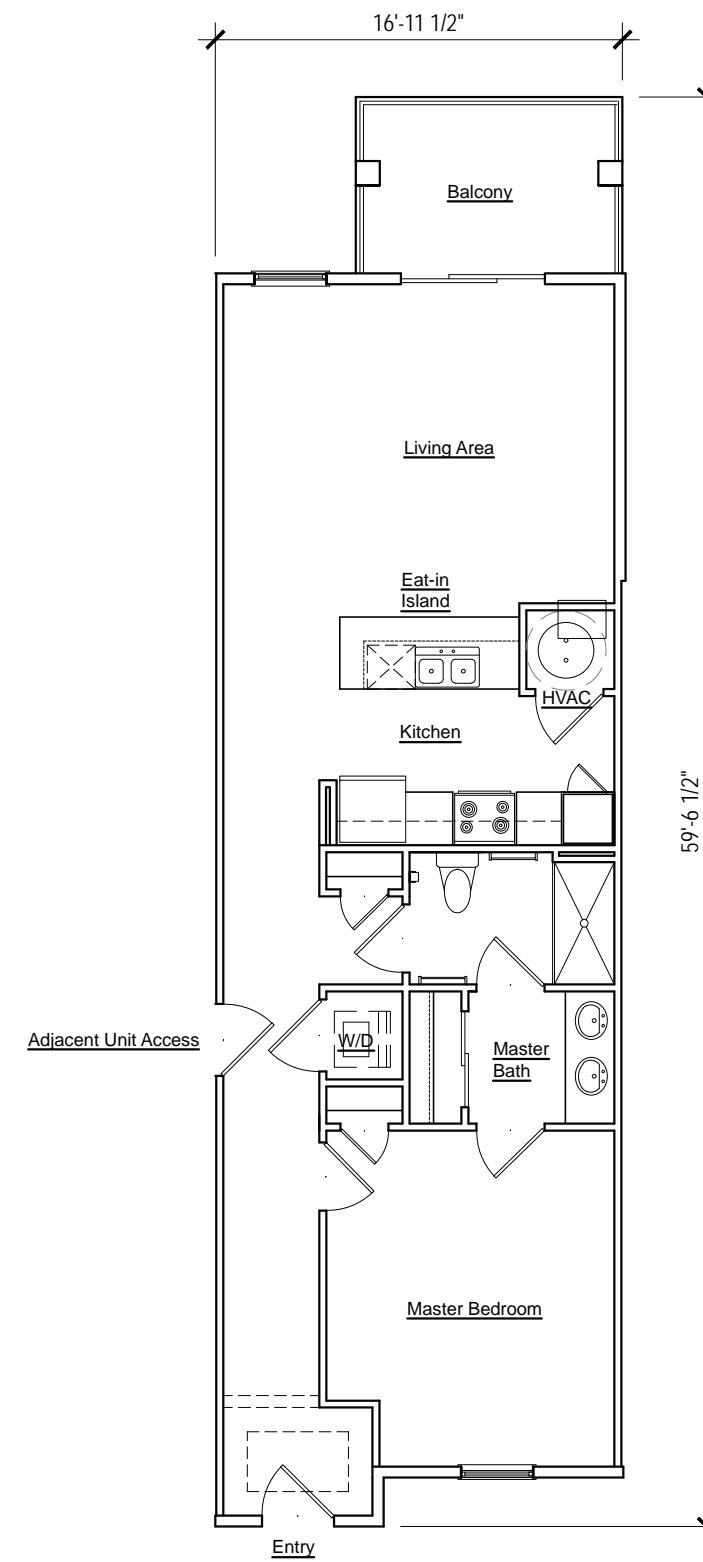 16'-11 1/2"
Balcony
Living Area
Eat-in
Island
HVAC
Kitchen
59'-6 1/2"
Adjacent Unit Access
W/D
Master
Bath
Master Bedroom
Entry